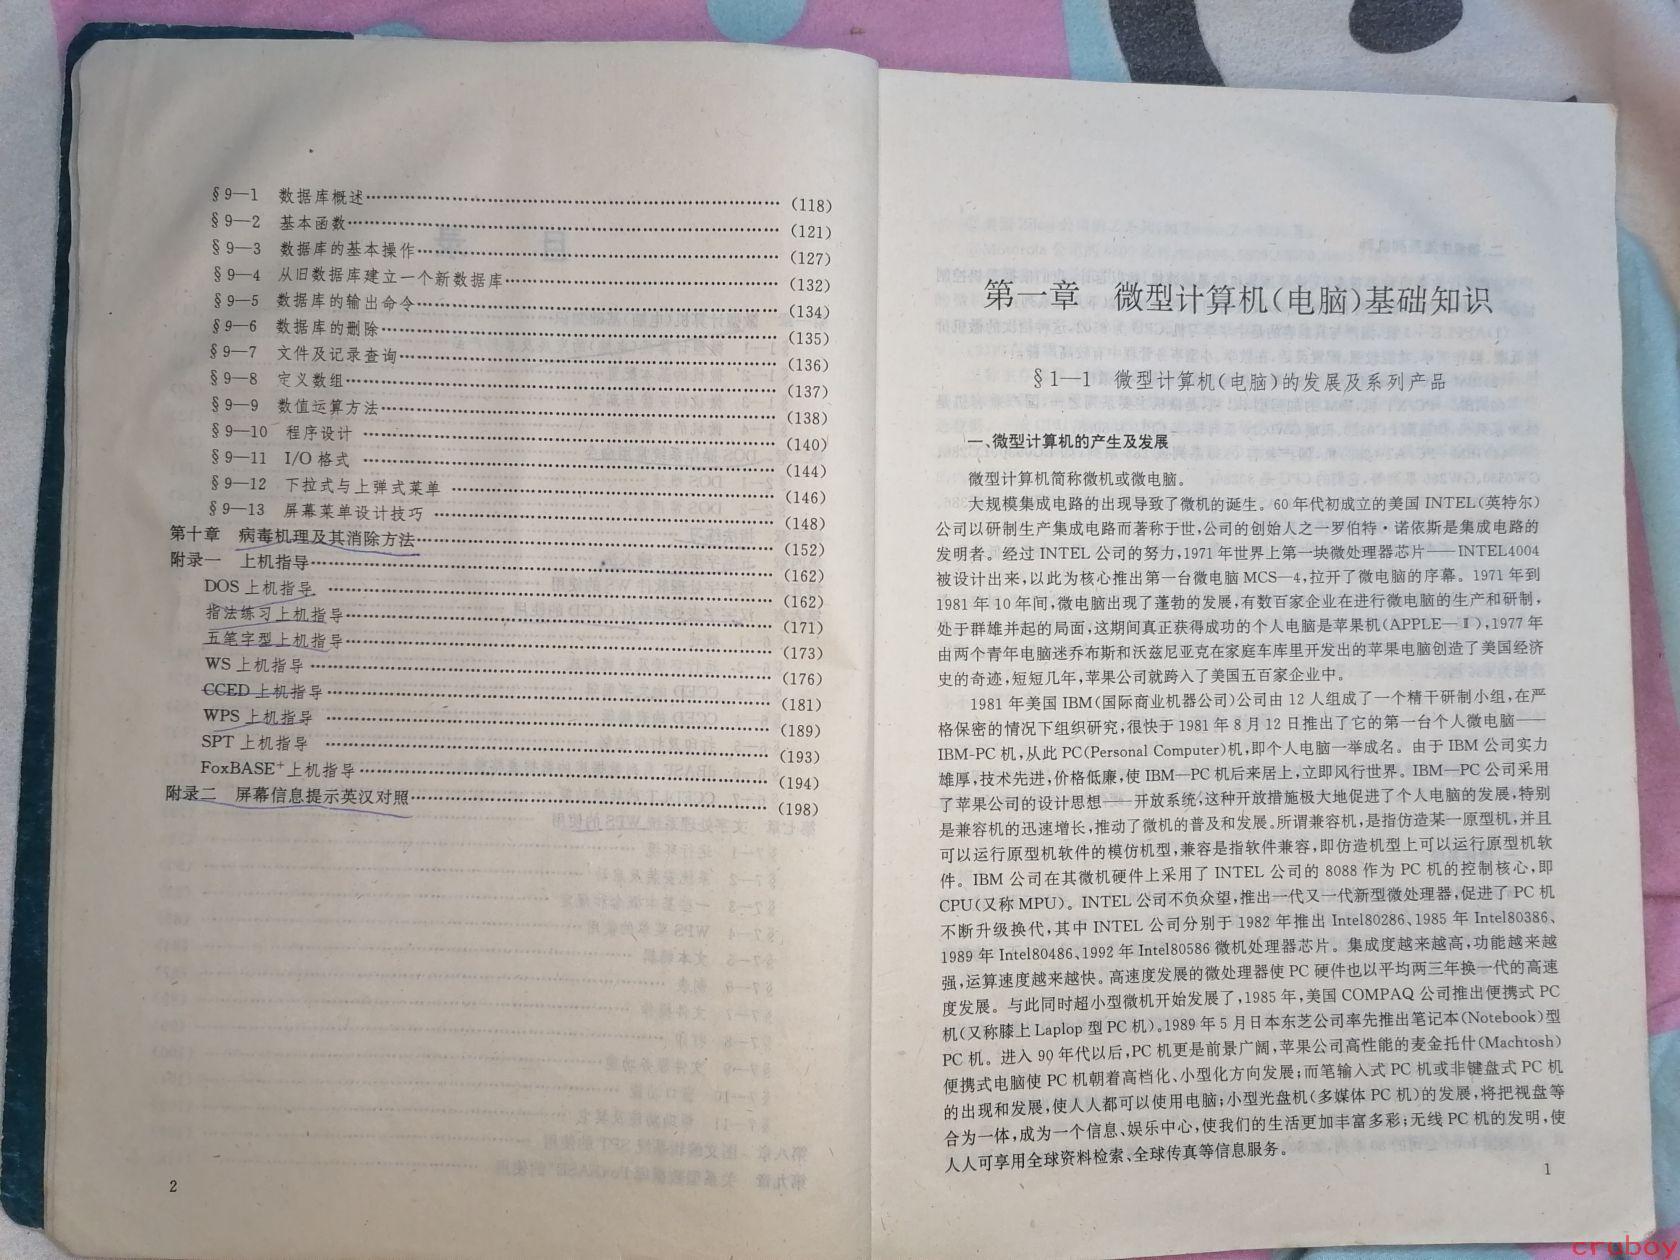 §9—1 数据库概述………(118)
§9—2 基本函数………(121)
§9—3 数据库的基本操作………(127)
§9—4 从旧数据库建立一个新数据库………(132)
§9—5 数据库的输出命令………(134)
§9—6 数据库的删除………(135)
§9—7 文件及记录查询………(136)
§9—8 定义数组………(137)
§9—9 数值运算方法………(138)
§9—10 程序设计………(140)
§9—11 I/O格式………(144)
§9—12 下拉式与上弹式菜单………(146)
§9—13 屏幕菜单设计技巧………(148)
第十章 病毒机理及其消除方法………(152)
附录一 上机指导………(162)
DOS上机指导………(162)
指法练习上机指导………(171)
五笔字型上机指导………(173)
WS上机指导………(176)
CCED上机指导………(181)
WPS上机指导………(189)
SPT上机指导………(193)
FoxBASE⁺上机指导………(194)
附录二 屏幕信息提示英汉对照………(198)
2
第一章 微型计算机(电脑)基础知识
§1—1 微型计算机(电脑)的发展及系列产品
一、微型计算机的产生及发展
微型计算机简称微机或微电脑。
大规模集成电路的出现导致了微机的诞生。60年代初成立的美国INTEL(英特尔)
公司以研制生产集成电路而著称于世,公司的创始人之一罗伯特·诺依斯是集成电路的
发明者。经过INTEL公司的努力,1971年世界上第一块微处理器芯片——INTEL4004
被设计出来,以此为核心推出第一台微电脑MCS—4,拉开了微电脑的序幕。1971年到
1981年10年间,微电脑出现了蓬勃的发展,有数百家企业在进行微电脑的生产和研制,
处于群雄并起的局面,这期间真正获得成功的个人电脑是苹果机(APPLE—Ⅱ),1977年
由两个青年电脑迷乔布斯和沃兹尼亚克在家庭车库里开发出的苹果电脑创造了美国经济
史的奇迹,短短几年,苹果公司就跨入了美国五百家企业中。
1981年美国IBM(国际商业机器公司)公司由12人组成了一个精干研制小组,在严
格保密的情况下组织研究,很快于1981年8月12日推出了它的第一台个人微电脑——
IBM-PC机,从此PC(Personal Computer)机,即个人电脑一举成名。由于IBM公司实力
雄厚,技术先进,价格低廉,使IBM—PC机后来居上,立即风行世界。IBM—PC公司采用
了苹果公司的设计思想——开放系统,这种开放措施极大地促进了个人电脑的发展,特别
是兼容机的迅速增长,推动了微机的普及和发展。所谓兼容机,是指仿造某一原型机,并且
可以运行原型机软件的模仿机型,兼容是指软件兼容,即仿造机型上可以运行原型机软
件。IBM公司在其微机硬件上采用了INTEL公司的8088作为PC机的控制核心,即
CPU(又称MPU)。INTEL公司不负众望,推出一代又一代新型微处理器,促进了PC机
不断升级换代,其中INTEL公司分别于1982年推出Intel80286、1985年Intel80386、
1989年Intel80486、1992年Intel80586微机处理器芯片。集成度越来越高,功能越来越
强,运算速度越来越快。高速度发展的微处理器使PC硬件也以平均两三年换一代的高速
度发展。与此同时超小型微机开始发展了,1985年,美国COMPAQ公司推出便携式PC
机(又称膝上Laplop型PC机)。1989年5月日本东芝公司率先推出笔记本(Notebook)型
PC机。进入90年代以后,PC机更是前景广阔,苹果公司高性能的麦金托什(Machtosh)
便携式电脑使PC机朝着高档化、小型化方向发展;而笔输入式PC机或非键盘式PC机
的出现和发展,使人人都可以使用电脑;小型光盘机(多媒体PC机)的发展,将把视盘等
合为一体,成为一个信息、娱乐中心,使我们的生活更加丰富多彩;无线PC机的发明,使
人人可享用全球资料检索、全球传真等信息服务。
1
cruboy